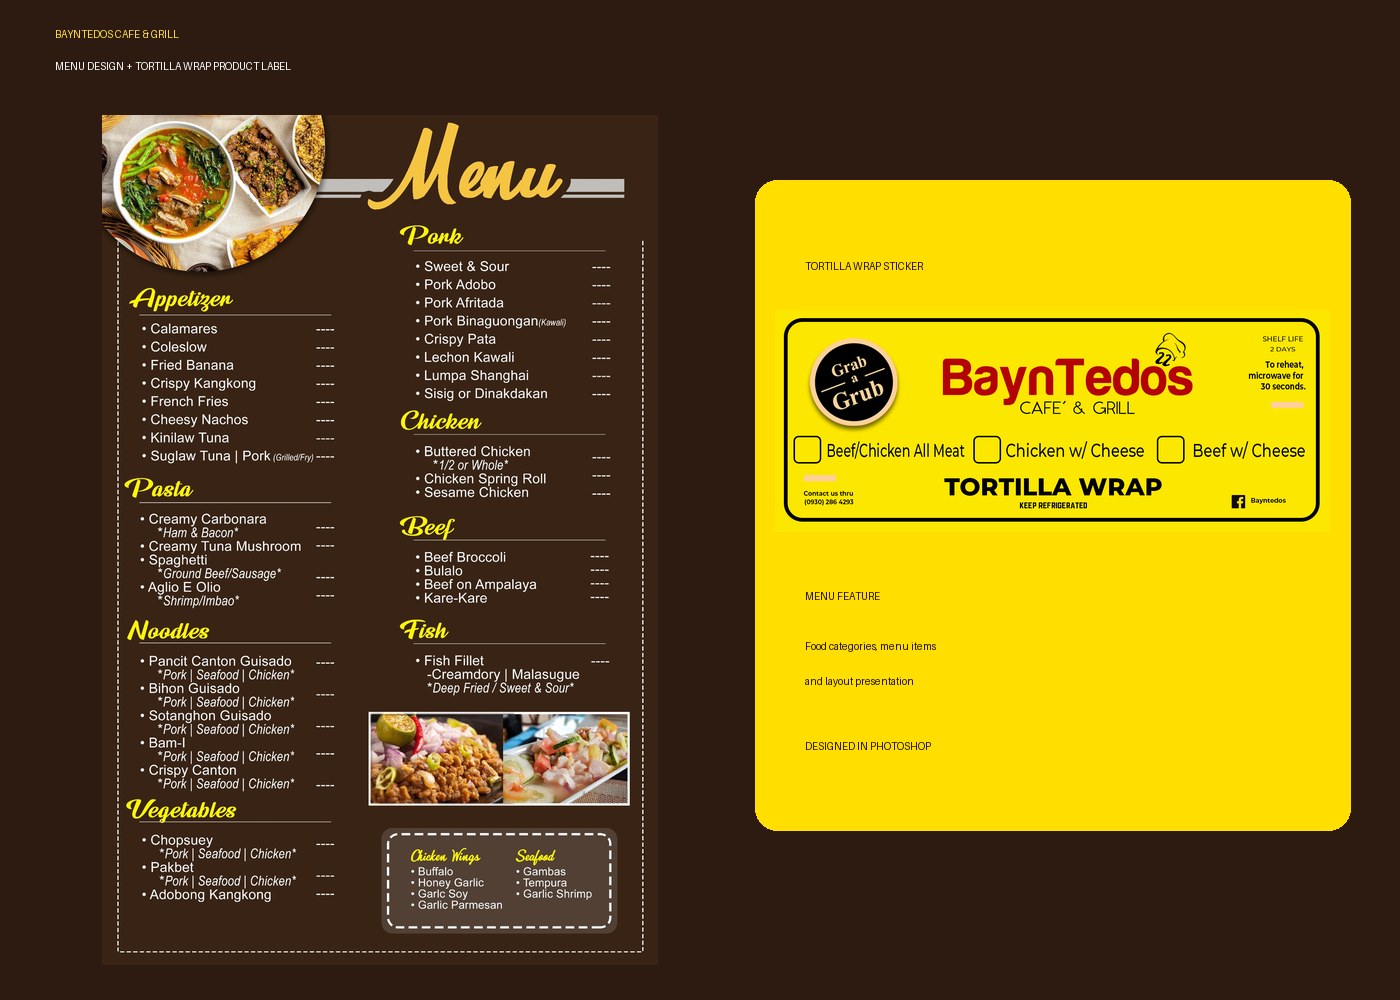 BAYNTEDOS CAFE & GRILL
MENU DESIGN + TORTILLA WRAP PRODUCT LABEL
Menu
Appetizer
• Calamares ----
• Coleslow ----
• Fried Banana ----
• Crispy Kangkong ----
• French Fries ----
• Cheesy Nachos ----
• Kinilaw Tuna ----
• Suglaw Tuna | Pork (Grilled/Fry) ----
Pasta
• Creamy Carbonara ----
*Ham & Bacon*
• Creamy Tuna Mushroom ----
• Spaghetti
*Ground Beef/Sausage* ----
• Aglio E Olio ----
*Shrimp/Imbao*
Noodles
• Pancit Canton Guisado ----
*Pork | Seafood | Chicken*
• Bihon Guisado ----
*Pork | Seafood | Chicken*
• Sotanghon Guisado ----
*Pork | Seafood | Chicken*
• Bam-I ----
*Pork | Seafood | Chicken*
• Crispy Canton
*Pork | Seafood | Chicken* ----
Vegetables
• Chopsuey ----
*Pork | Seafood | Chicken*
• Pakbet
*Pork | Seafood | Chicken* ----
• Adobong Kangkong ----
Pork
• Sweet & Sour ----
• Pork Adobo ----
• Pork Afritada ----
• Pork Binaguongan(Kawali) ----
• Crispy Pata ----
• Lechon Kawali ----
• Lumpa Shanghai ----
• Sisig or Dinakdakan ----
Chicken
• Buttered Chicken ----
*1/2 or Whole*
• Chicken Spring Roll ----
• Sesame Chicken ----
Beef
• Beef Broccoli ----
• Bulalo ----
• Beef on Ampalaya ----
• Kare-Kare ----
Fish
• Fish Fillet ----
-Creamdory | Malasugue
*Deep Fried / Sweet & Sour*
Chicken Wings
• Buffalo
• Honey Garlic
• Garlc Soy
• Garlic Parmesan
Seafood
• Gambas
• Tempura
• Garlic Shrimp
TORTILLA WRAP STICKER
Grab
a
Grub
22
BaynTedos
CAFE´ & GRILL
SHELF LIFE
2 DAYS
To reheat,
microwave for
30 seconds.
Beef/Chicken All Meat
Chicken w/ Cheese
Beef w/ Cheese
Contact us thru
(0930) 286 4293
TORTILLA WRAP
KEEP REFRIGERATED
Bayntedos
MENU FEATURE
Food categories, menu items
and layout presentation
DESIGNED IN PHOTOSHOP